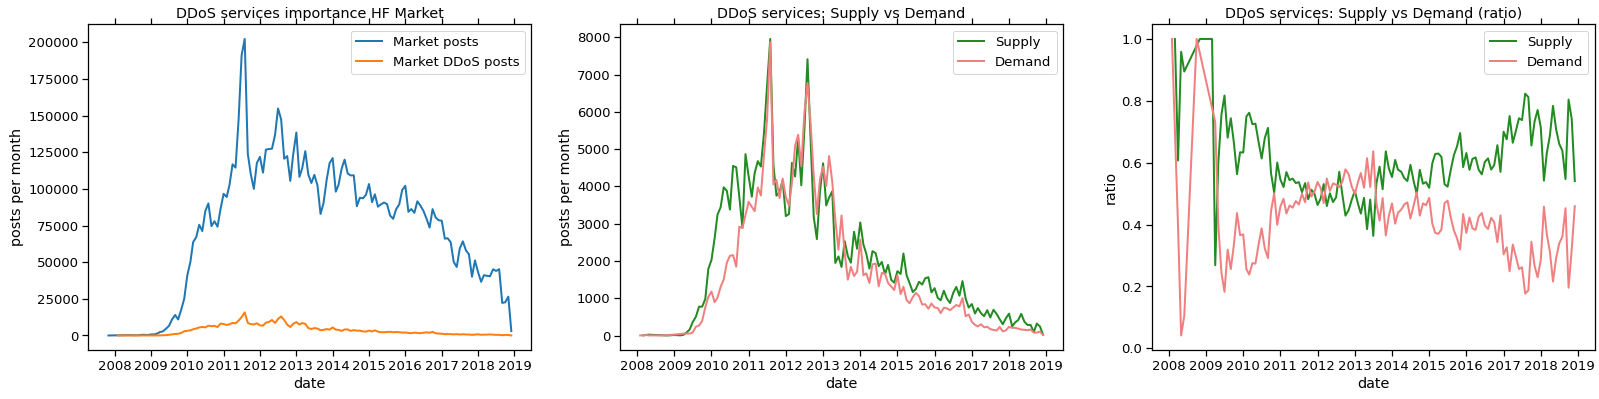 DDoS services importance HF Market
200000
175000
150000
125000
100000
75000
50000
25000
0
posts per month
Market posts
Market DDoS posts
2008 2009 2010 2011 2012 2013 2014 2015 2016 2017 2018 2019
date
DDoS services: Supply vs Demand
8000
7000
6000
5000
4000
3000
2000
1000
0
posts per month
Supply
Demand
2008 2009 2010 2011 2012 2013 2014 2015 2016 2017 2018 2019
date
DDoS services: Supply vs Demand (ratio)
1.0
0.8
0.6
0.4
0.2
0.0
ratio
Supply
Demand
2008 2009 2010 2011 2012 2013 2014 2015 2016 2017 2018 2019
date